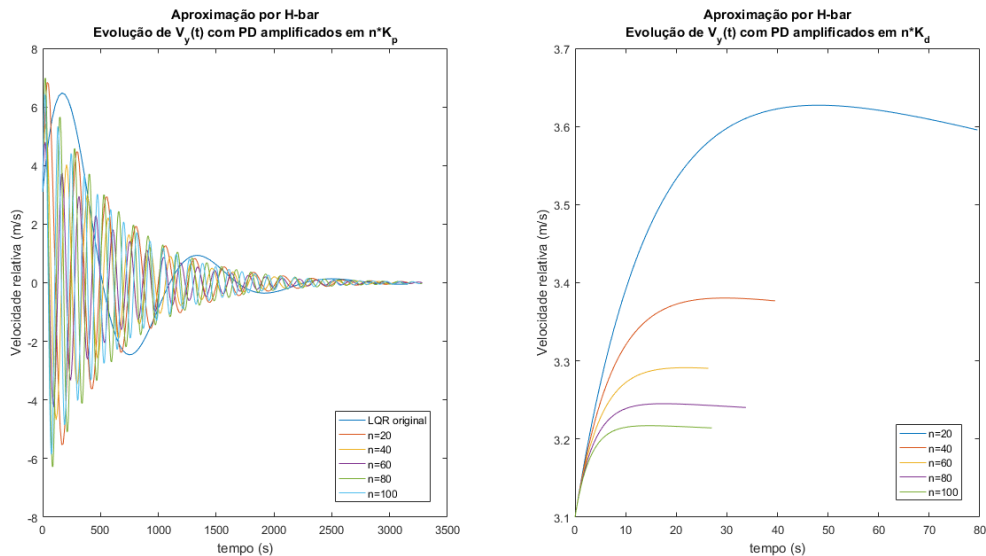 Aproximação por H-bar
Evolução de V_y(t) com PD amplificados em n*K_p
Velocidade relativa (m/s)
8
6
4
2
0
-2
-4
-6
-8
0
500
1000
1500
2000
2500
3000
3500
tempo (s)
LQR original
n=20
n=40
n=60
n=80
n=100
Aproximação por H-bar
Evolução de V_y(t) com PD amplificados em n*K_d
Velocidade relativa (m/s)
3.7
3.6
3.5
3.4
3.3
3.2
3.1
0
10
20
30
40
50
60
70
80
tempo (s)
n=20
n=40
n=60
n=80
n=100